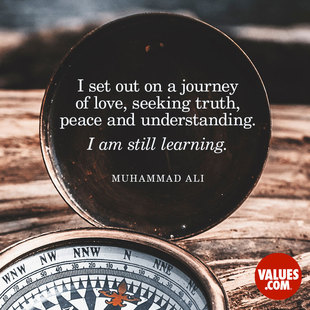 I set out on a journey
of love, seeking truth,
peace and understanding.
I am still learning.
MUHAMMAD ALI
W WNW NW NNW N NNE NE
VALUES
.COM